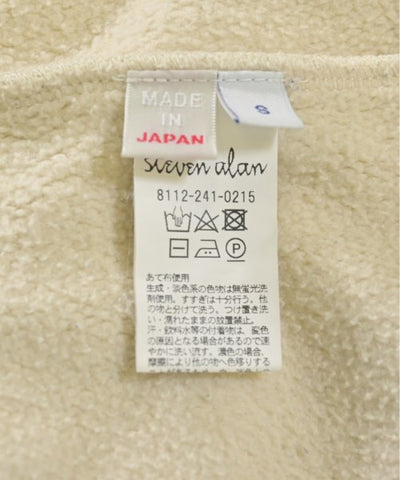 MADE
IN
JAPAN
S
steven alan
8112-241-0215
P
あて布使用
生成・淡色系の色物は無蛍光洗
剤使用。すすぎは十分行う。他
の物と分けて洗う。つけ置き洗
い・濡れたままの放置禁止。
汗・飲料水等の付着物は、変色
の原因となる場合があるので速
やかに洗い流す。濃色の場合、
摩擦により他の物へ色移りする